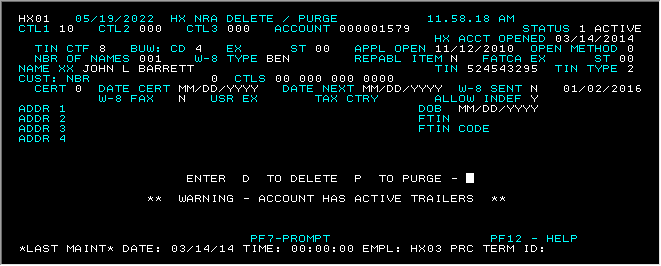 HX01 05/19/2022 HX NRA DELETE / PURGE 11.58.18 AM
CTL1 10 CTL2 000 CTL3 000 ACCOUNT 0000001579 STATUS 1 ACTIVE
HX ACCT OPENED 03/14/2014
TIN CTF 8 BUW: CD 4 EX ST 00 APPL OPEN 11/12/2010 OPEN METHOD 0
NBR OF NAMES 001 W-8 TYPE BEN REPABL ITEM N FATCA EX ST 00
NAME XX JOHN L BARRETT TIN 524543295 TIN TYPE 2
CUST: NBR 0 CTLS 00 000 000 0000
CERT 0 DATE CERT MM/DD/YYYY DATE NEXT MM/DD/YYYY W-8 SENT N 01/02/2016
W-8 FAX N USR EX TAX CTRY ALLOW INDEF Y
ADDR 1 DOB MM/DD/YYYY
ADDR 2 FTIN
ADDR 3 FTIN CODE
ADDR 4
ENTER D TO DELETE P TO PURGE -
** WARNING - ACCOUNT HAS ACTIVE TRAILERS **
PF7-PROMPT PF12 - HELP
*LAST MAINT* DATE: 03/14/14 TIME: 00:00:00 EMPL: HX03 PRC TERM ID: